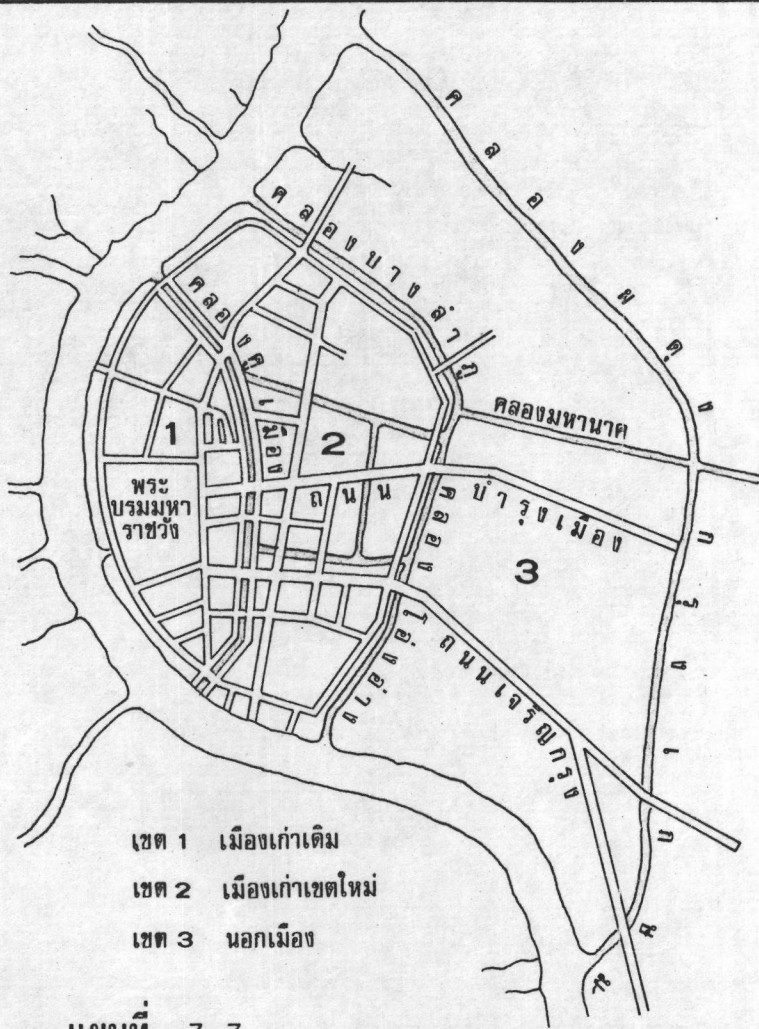 คลองผดุงกรุงเกษม
คลองบางลำภู
คลองคูเมือง
คลองมหานาค
1
2
พระ
บรมมหา
ราชวัง
ถนนบำรุงเมือง
3
คลองโอ่งอ่าง
ถนนเจริญกรุง
เขต 1 เมืองเก่าเดิม
เขต 2 เมืองเก่าเขตใหม่
เขต 3 นอกเมือง